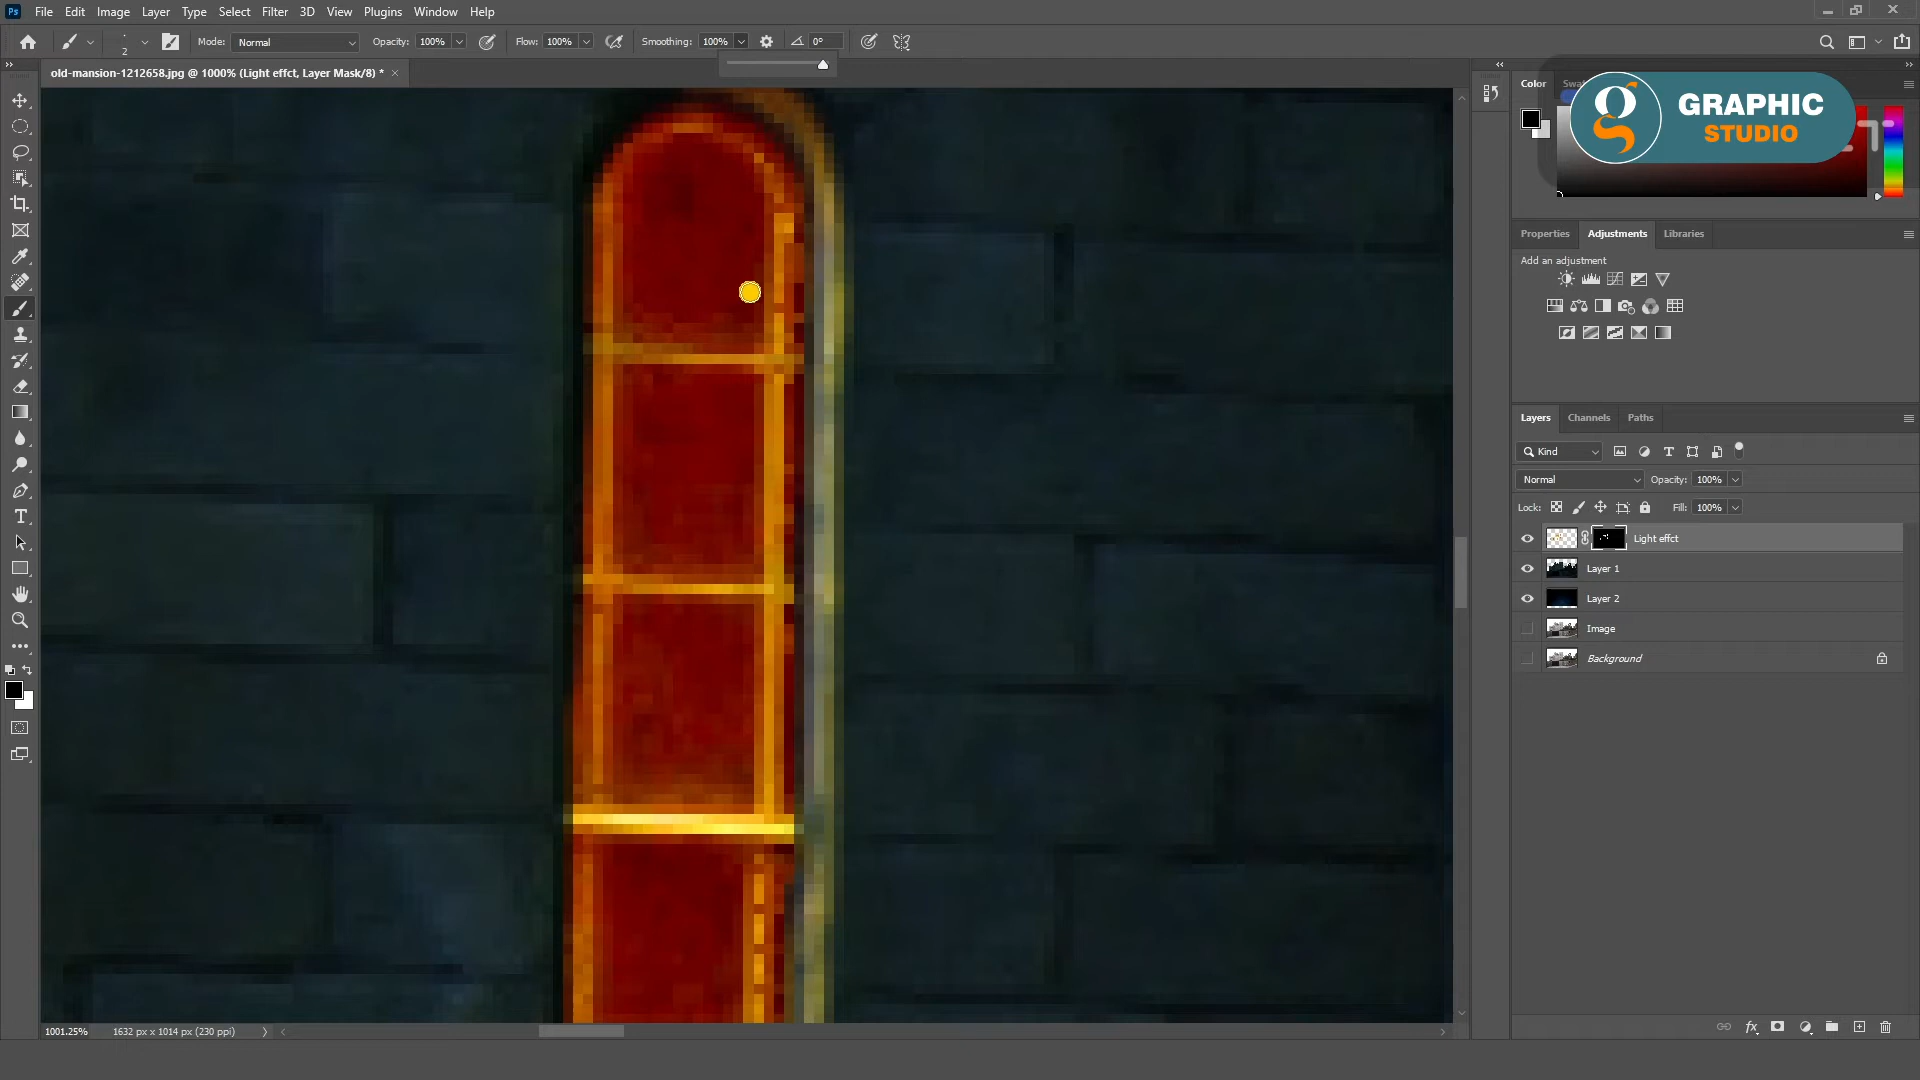 Ps File Edit Image Layer Type Select Filter 3D View Plugins Window Help
2 Mode: Normal Opacity: 100% Flow: 100% Smoothing: 100% 0°
old-mansion-1212658.jpg @ 1000% (Light effct, Layer Mask/8) *
Color
GRAPHIC
STUDIO
Properties Adjustments Libraries
Add an adjustment
Layers Channels Paths
Kind
Normal Opacity: 100%
Lock: Fill: 100%
Light effct
Layer 1
Layer 2
Image
Background
1001.25% 1632 px x 1014 px (230 ppi)